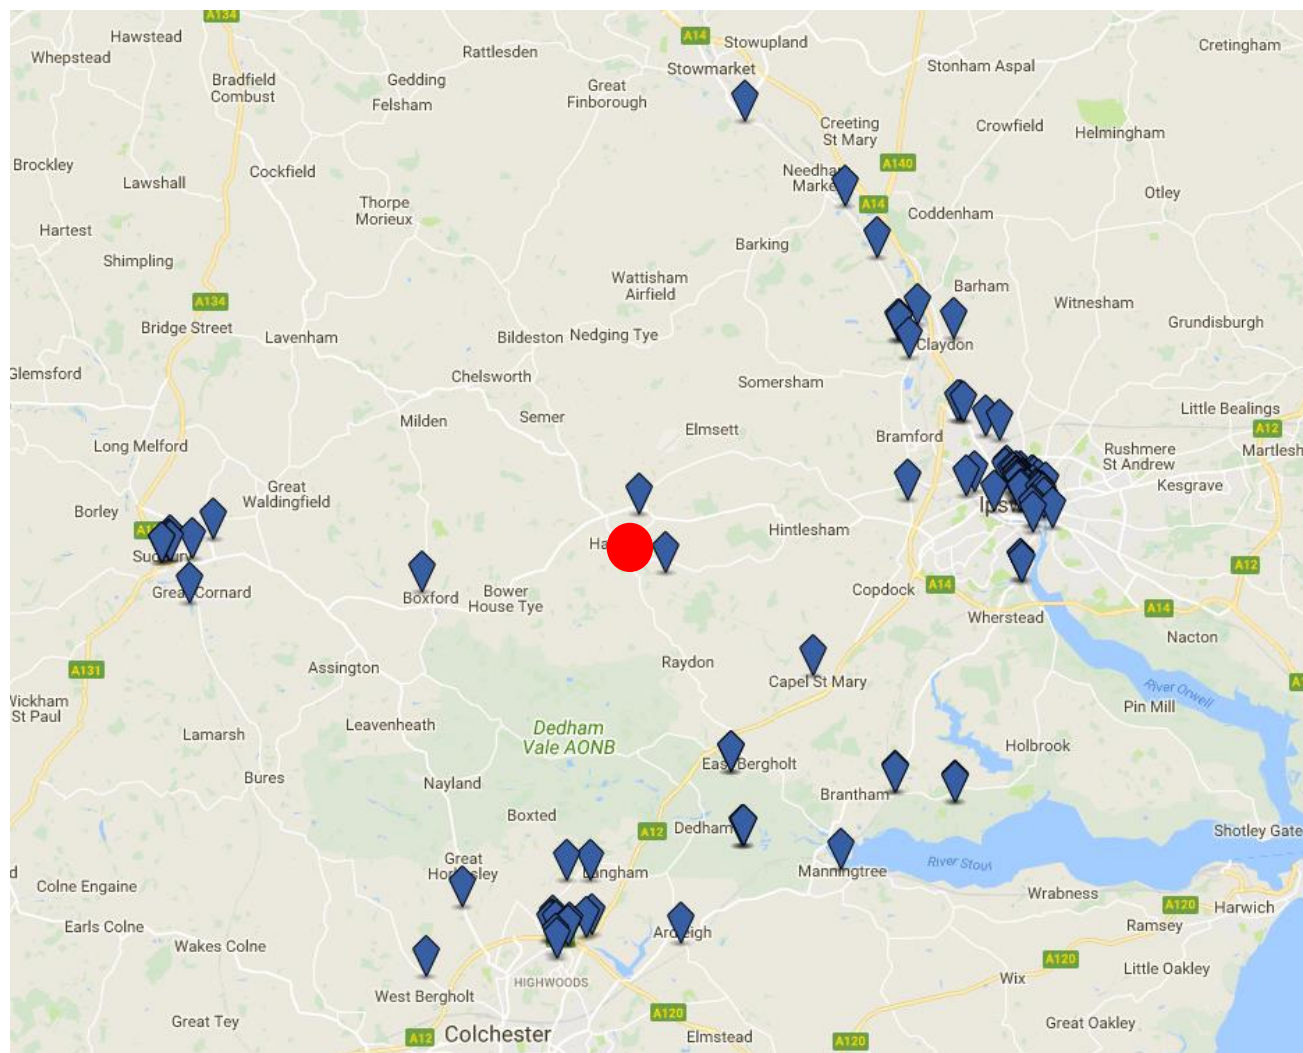 A134
Hawstead
Whepstead
Rattlesden
A14
Stowupland
Stowmarket
Cretingham
Stonham Aspal
Bradfield
Combust
Gedding
Felsham
Great
Finborough
Creeting
St Mary
Crowfield
Helmingham
Brockley
Lawshall
Cockfield
A140
Otley
Thorpe
Morieux
A14
Coddenham
Hartest
Shimpling
Barking
Wattisham
Airfield
Barham
Witnesham
A134
Bridge Street
Lavenham
Bildeston
Nedging Tye
Grundisburgh
Claydon
Glemsford
Chelsworth
Somersham
Milden
Semer
Elmsett
Bramford
Little Bealings
A12
Long Melford
Rushmere
St Andrew
Kesgrave
Great
Waldingfield
Borley
Hintlesham
Great Cornard
Boxford
Bower
House Tye
Copdock
A14
A12
A14
Wherstead
Nacton
Assington
Raydon
Capel St Mary
A131
River Orwell
Pin Mill
Wickham
St Paul
Lamarsh
Leavenheath
Dedham
Vale AONB
East Bergholt
Holbrook
Bures
Nayland
Brantham
Boxted
A12
Dedham
Shotley Gate
Great
Langham
Manningtree
River Stour
Colne Engaine
Wrabness
A120
Harwich
Earls Colne
Wakes Colne
Ramsey
A120
Little Oakley
HIGHWOODS
Wix
West Bergholt
Great Tey
A12
Colchester
A120
Elmstead
A120
Great Oakley